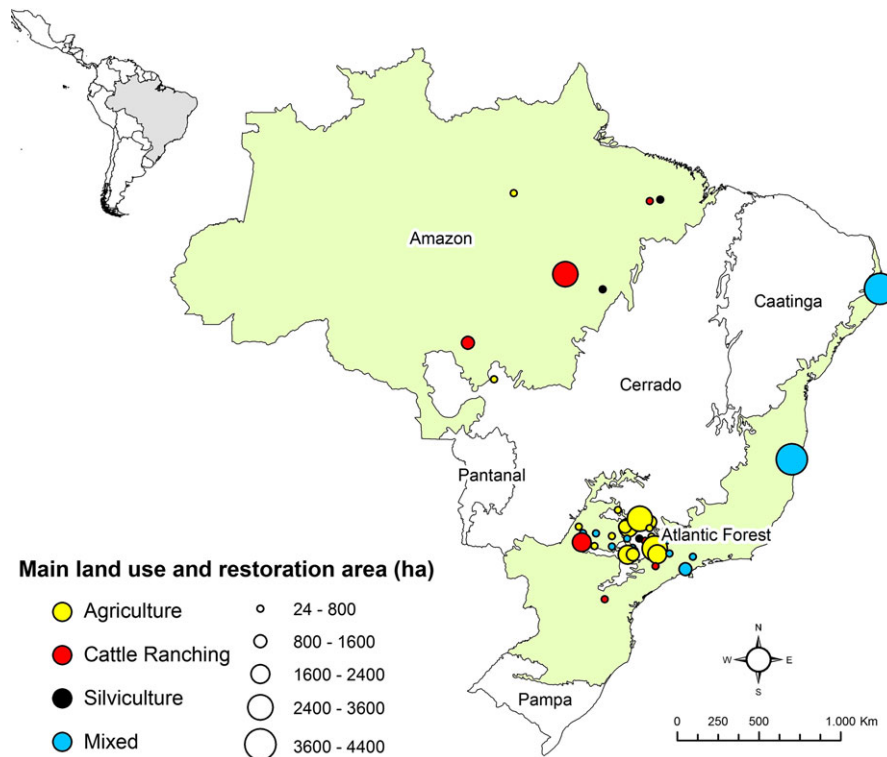 Amazon
Caatinga
Cerrado
Pantanal
Atlantic Forest
Pampa
Main land use and restoration area (ha)
Agriculture
Cattle Ranching
Silviculture
Mixed
24 - 800
800 - 1600
1600 - 2400
2400 - 3600
3600 - 4400
N
W E
S
0 250 500 1.000 Km